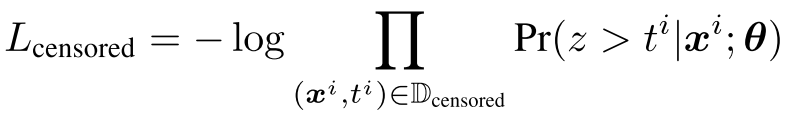 L_censored = − log ∏_{(𝒙^i,t^i)∈𝔻_censored} Pr(z > t^i|𝒙^i;𝜽)